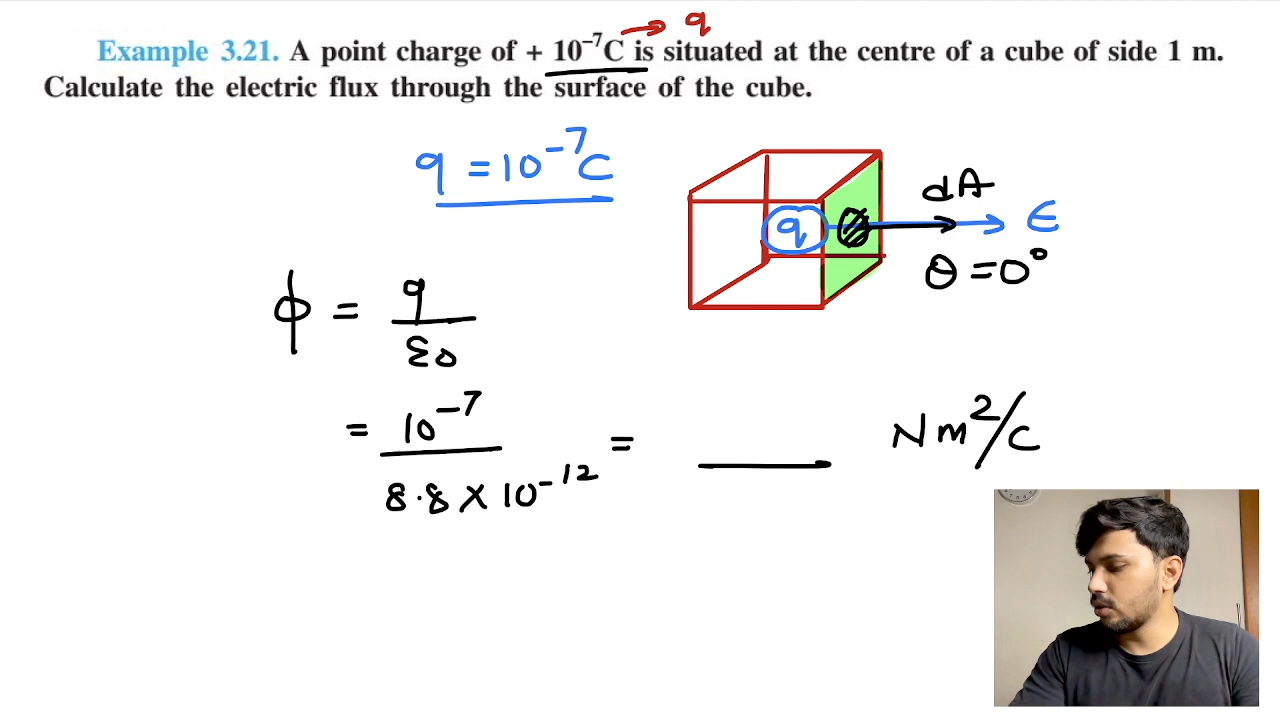 q
Example 3.21. A point charge of + 10⁻⁷C is situated at the centre of a cube of side 1 m.
Calculate the electric flux through the surface of the cube.
q = 10⁻⁷C
q
dA
E
θ = 0°
ϕ = q/ε0
= 10⁻⁷/8.8 × 10⁻¹² = ____ Nm²/C